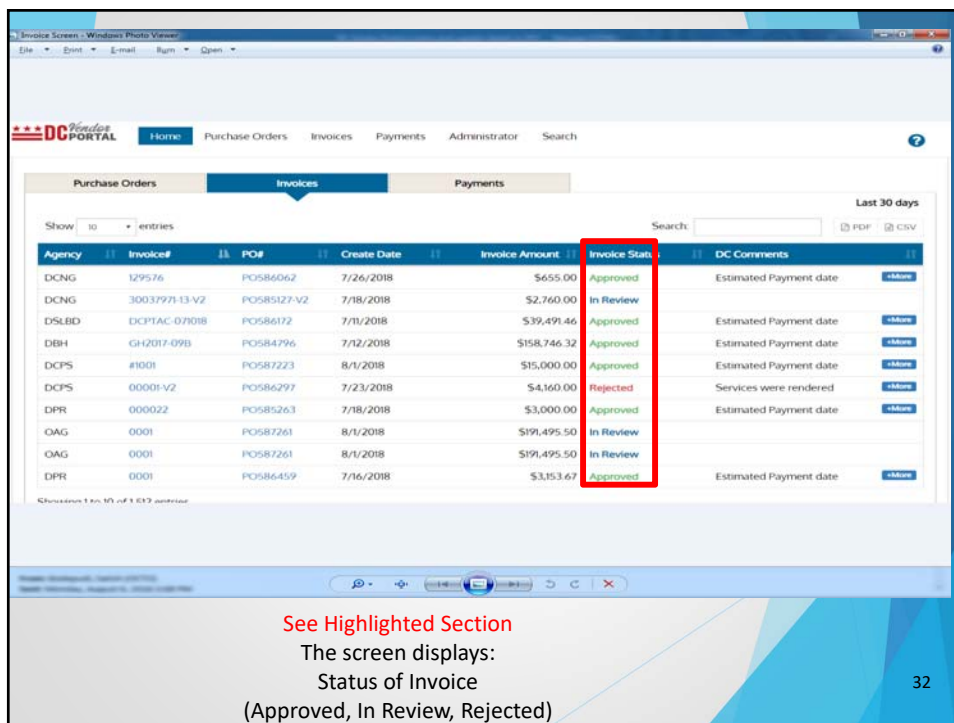 Invoice Screen - Windows Photo Viewer
File Print E-mail Burn Open
DC Vendor PORTAL Home Purchase Orders Invoices Payments Administrator Search
Purchase Orders Invoices Payments
Last 30 days
Show 10 entries Search: PDF CSV
Agency Invoice# PO# Create Date Invoice Amount Invoice Status DC Comments
DCNG 129576 PO586062 7/26/2018 $655.00 Approved Estimated Payment date +More
DCNG 30037971-13-V2 PO585127-V2 7/18/2018 $2,760.00 In Review
DSLBD DCPTAC-071018 PO586172 7/11/2018 $39,491.46 Approved Estimated Payment date +More
DBH GH2017-09B PO584796 7/12/2018 $158,746.32 Approved Estimated Payment date +More
DCPS #1001 PO587223 8/1/2018 $15,000.00 Approved Estimated Payment date +More
DCPS 00001-V2 PO586297 7/23/2018 $4,160.00 Rejected Services were rendered +More
DPR 000022 PO585263 7/18/2018 $3,000.00 Approved Estimated Payment date +More
OAG 0001 PO587261 8/1/2018 $191,495.50 In Review
OAG 0001 PO587261 8/1/2018 $191,495.50 In Review
DPR 0001 PO586459 7/16/2018 $3,153.67 Approved Estimated Payment date +More
Showing 1 to 10 of 1,512 entries
See Highlighted Section
The screen displays:
Status of Invoice
(Approved, In Review, Rejected)
32